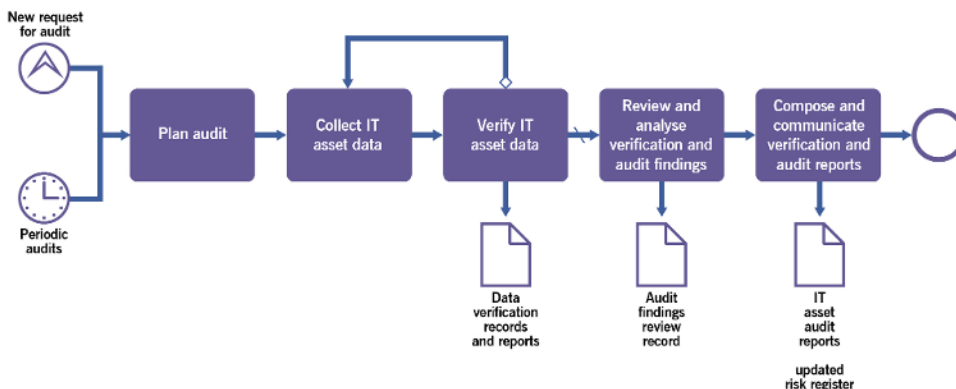 New request
for audit
Plan audit
Collect IT
asset data
Verify IT
asset data
Review and
analyse
verification and
audit findings
Compose and
communicate
verification and
audit reports
Periodic
audits
Data
verification
records
and reports
Audit
findings
review
record
IT
asset
audit
reports
updated
risk register